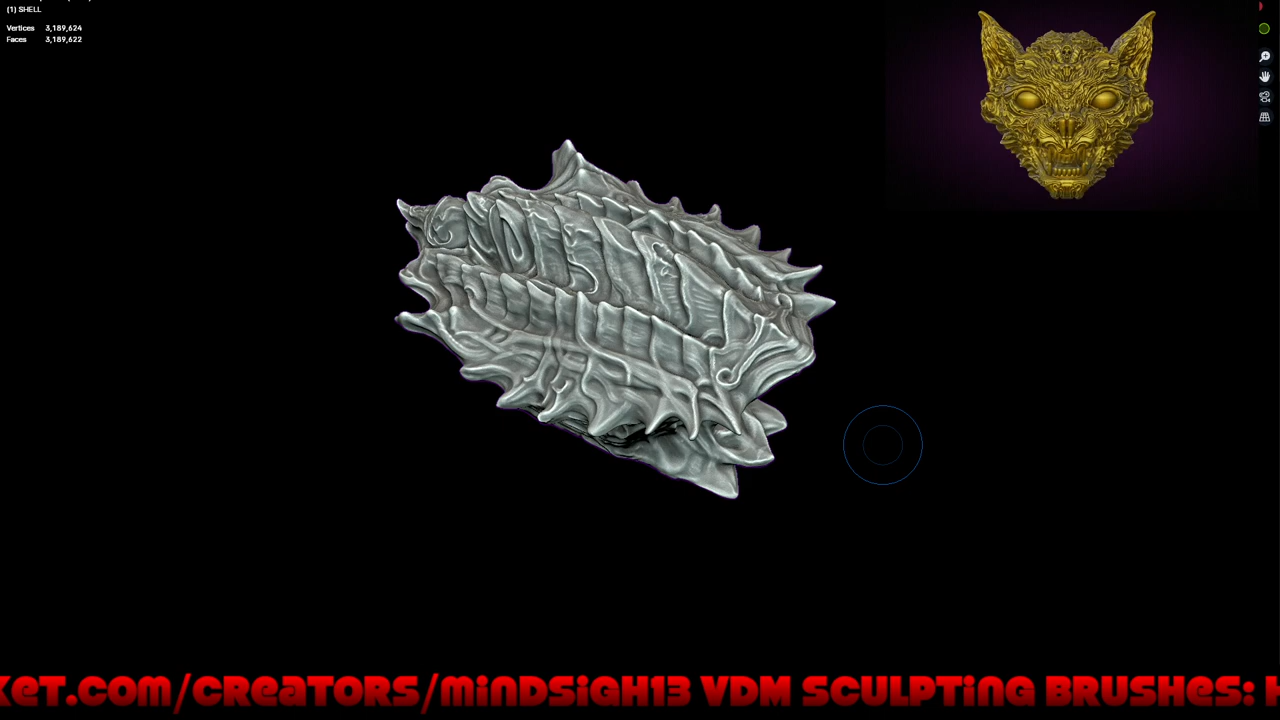 (1) SHELL
Vertices 3,189,624
Faces 3,189,622
KET.COM/CREATORS/MINDSIGH13 VDM SCULPTING BRUSHES: